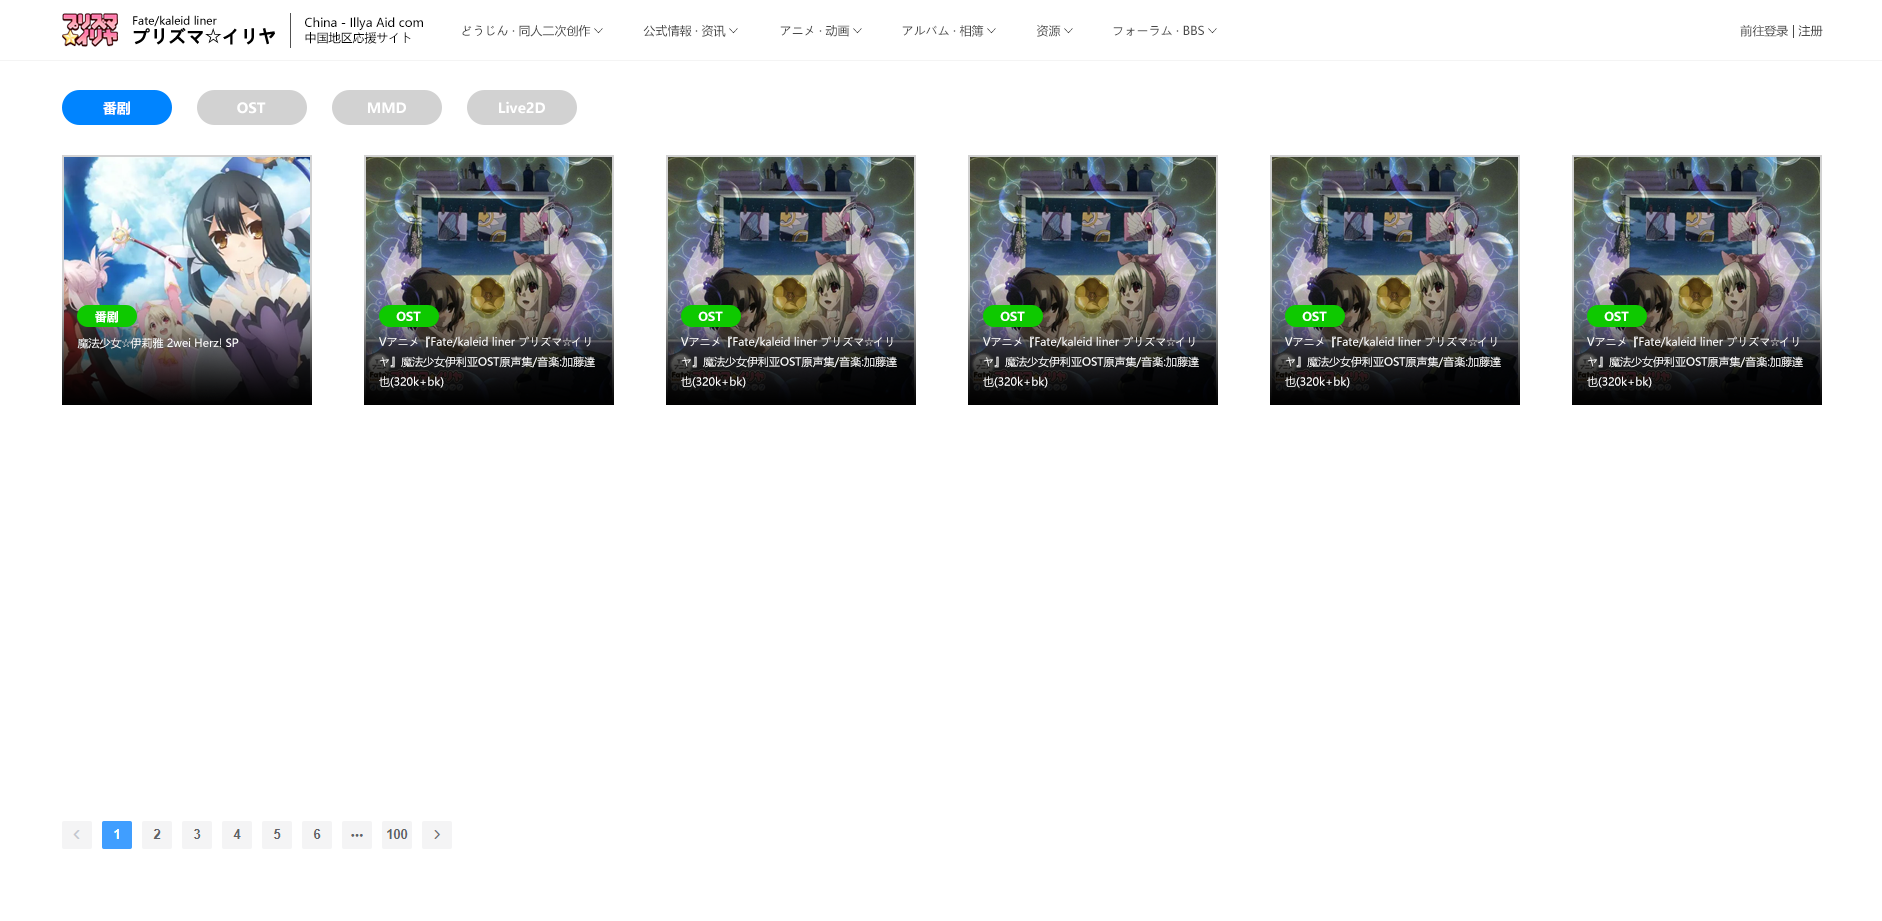 プリズマ
イリヤ
Fate/kaleid liner
プリズマ☆イリヤ
China - Illya Aid com
中国地区応援サイト
どうじん · 同人二次创作
公式情報 · 资讯
アニメ · 动画
アルバム · 相簿
资源
フォーラム · BBS
前往登录 | 注册
番剧
OST
MMD
Live2D
番剧
魔法少女☆伊莉雅 2wei Herz! SP
OST
Vアニメ『Fate/kaleid liner プリズマ☆イリ
ヤ』魔法少女伊利亚OST原声集/音楽:加藤達
也(320k+bk)
OST
Vアニメ『Fate/kaleid liner プリズマ☆イリ
ヤ』魔法少女伊利亚OST原声集/音楽:加藤達
也(320k+bk)
OST
Vアニメ『Fate/kaleid liner プリズマ☆イリ
ヤ』魔法少女伊利亚OST原声集/音楽:加藤達
也(320k+bk)
OST
Vアニメ『Fate/kaleid liner プリズマ☆イリ
ヤ』魔法少女伊利亚OST原声集/音楽:加藤達
也(320k+bk)
OST
Vアニメ『Fate/kaleid liner プリズマ☆イリ
ヤ』魔法少女伊利亚OST原声集/音楽:加藤達
也(320k+bk)
1 2 3 4 5 6 ••• 100